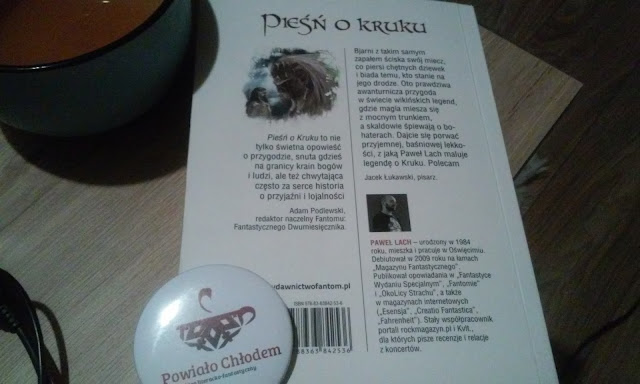 PIEŚŃ O KRUKU
Bjarni z takim samym
zapałem ściska swój miecz,
co piersi chętnych dziewek
i biada temu, kto stanie na
jego drodze. Oto prawdziwa
awanturnicza przygoda
w świecie wikińskich legend,
gdzie magia miesza się
z mocnym trunkiem,
a skaldowie śpiewają o bo-
haterach. Dajcie się porwać
przyjemnej, baśniowej lekko-
ści, z jaką Paweł Lach maluje
legendę o Kruku. Polecam
Jacek Łukawski, pisarz.
Pieśń o Kruku to nie
tylko świetna opowieść
o przygodzie, snuta gdzieś
na granicy krain bogów
i ludzi, ale też chwytająca
często za serce historia
o przyjaźni i lojalności
Adam Podlewski,
redaktor naczelny Fantomu:
Fantastycznego Dwumiesięcznika.
PAWEŁ LACH – urodzony w 1984
roku, mieszka i pracuje w Oświęcimiu.
Debiutował w 2009 roku na łamach
„Magazynu Fantastycznego".
Publikował opowiadania w „Fantastyce
Wydaniu Specjalnym", „Fantomie"
i „OkoLicy Strachu", a także
w magazynach internetowych
(„Esensja", „Creatio Fantastica",
„Fahrenheit"). Stały współpracownik
portali rockmagazyn.pl i Kvlt,
dla których pisze recenzje i relacje
z koncertów.
ydawnictwofantom.pl
Powiało Chłodem